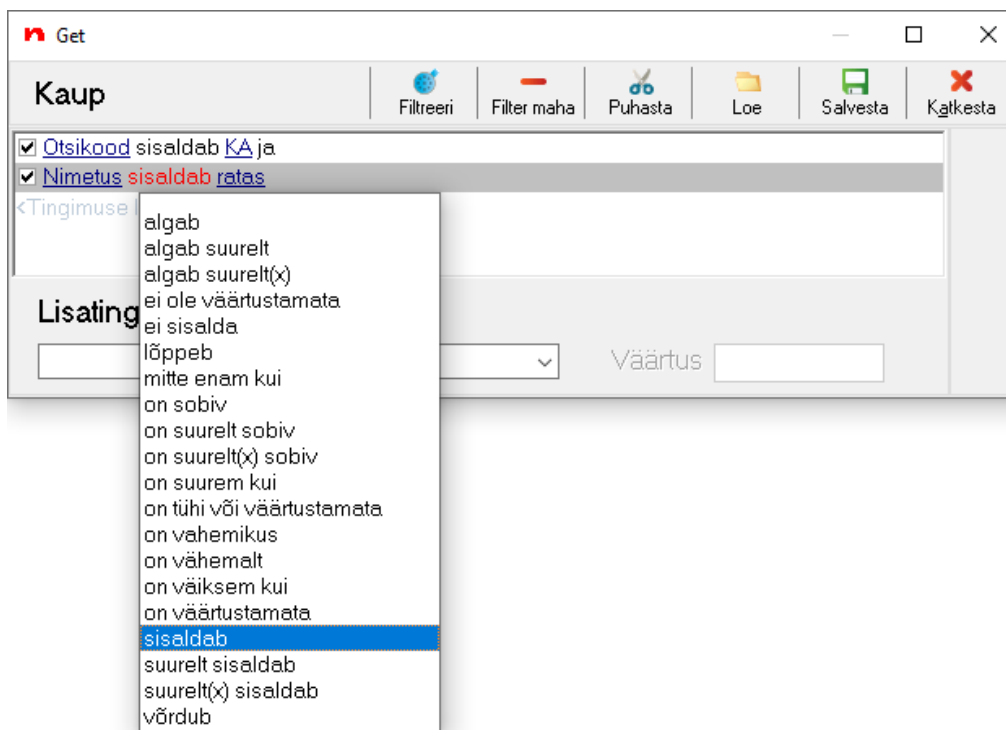 Get
Kaup
Filtreeri
Filter maha
Puhasta
Loe
Salvesta
Katkesta
Otsikood sisaldab KA ja
Nimetus sisaldab ratas
<Tingimuse
algab
algab suurelt
algab suurelt(x)
ei ole väärtustamata
ei sisalda
lõppeb
mitte enam kui
on sobiv
on suurelt sobiv
on suurelt(x) sobiv
on suurem kui
on tühi või väärtustamata
on vahemikus
on vähemalt
on väiksem kui
on väärtustamata
sisaldab
suurelt sisaldab
suurelt(x) sisaldab
võrdub
Lisating
Väärtus